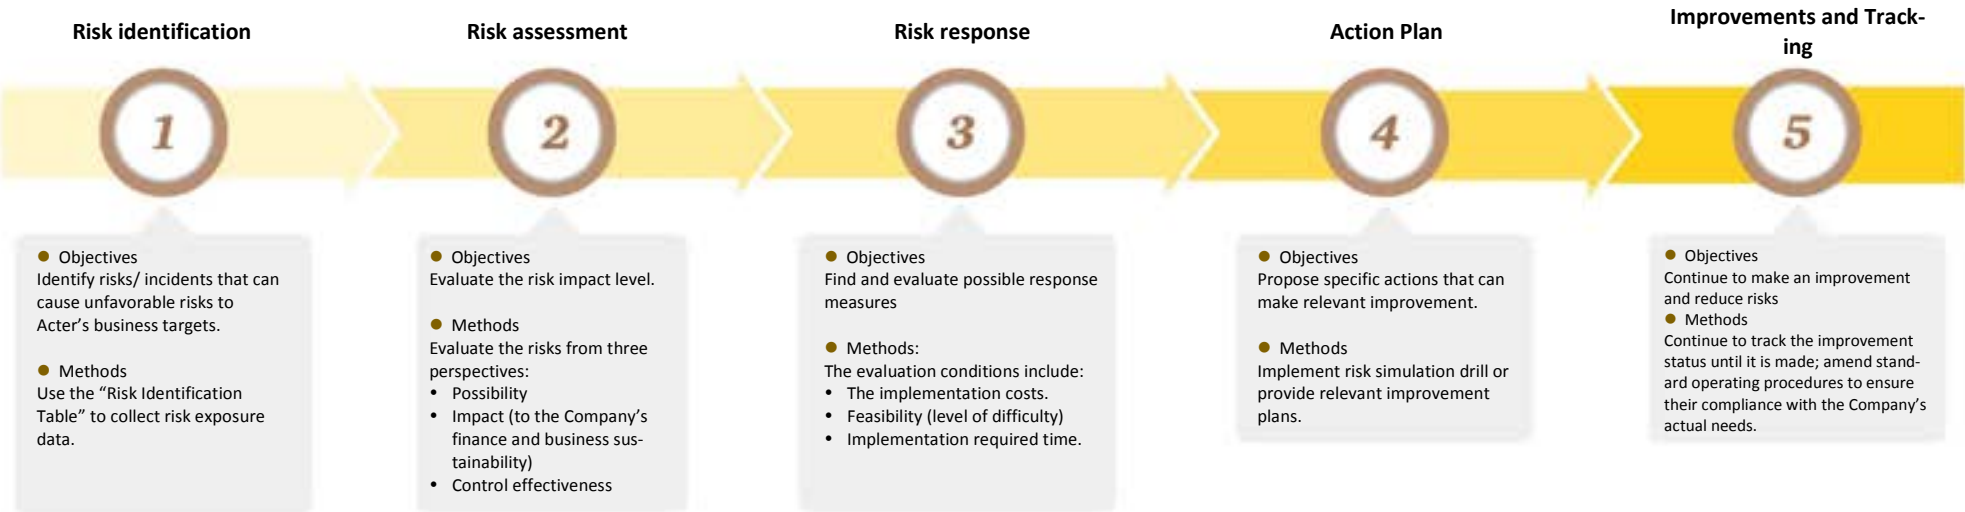 Risk identification
1
● Objectives
Identify risks/ incidents that can
cause unfavorable risks to
Acter’s business targets.
● Methods
Use the “Risk Identification
Table” to collect risk exposure
data.
Risk assessment
2
● Objectives
Evaluate the risk impact level.
● Methods
Evaluate the risks from three
perspectives:
• Possibility
• Impact (to the Company’s
finance and business sus-
tainability)
• Control effectiveness
Risk response
3
● Objectives
Find and evaluate possible response
measures
● Methods:
The evaluation conditions include:
• The implementation costs.
• Feasibility (level of difficulty)
• Implementation required time.
Action Plan
4
● Objectives
Propose specific actions that can
make relevant improvement.
● Methods
Implement risk simulation drill or
provide relevant improvement
plans.
Improvements and Track-
ing
5
● Objectives
Continue to make an improvement
and reduce risks
● Methods
Continue to track the improvement
status until it is made; amend stand-
ard operating procedures to ensure
their compliance with the Company’s
actual needs.